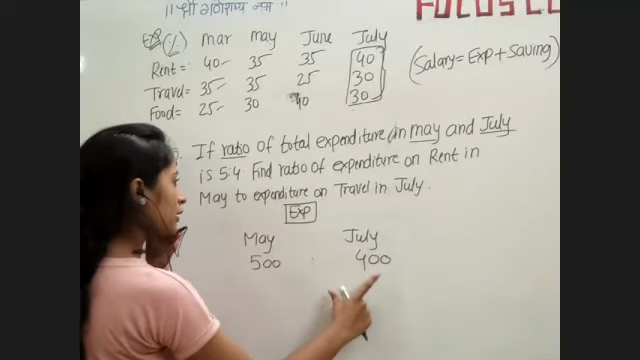 || श्री गणेशाय नमः ||
FOCUS
Exp (%) mar may June July
Rent = 40 35 35 40
Travel = 35 35 25 30
Food = 25 30 40 30
(Salary = Exp + Saving)
If ratio of total expenditure in may and July
is 5:4 Find ratio of expenditure on Rent in
May to expenditure on Travel in July.
Exp
May July
500 400